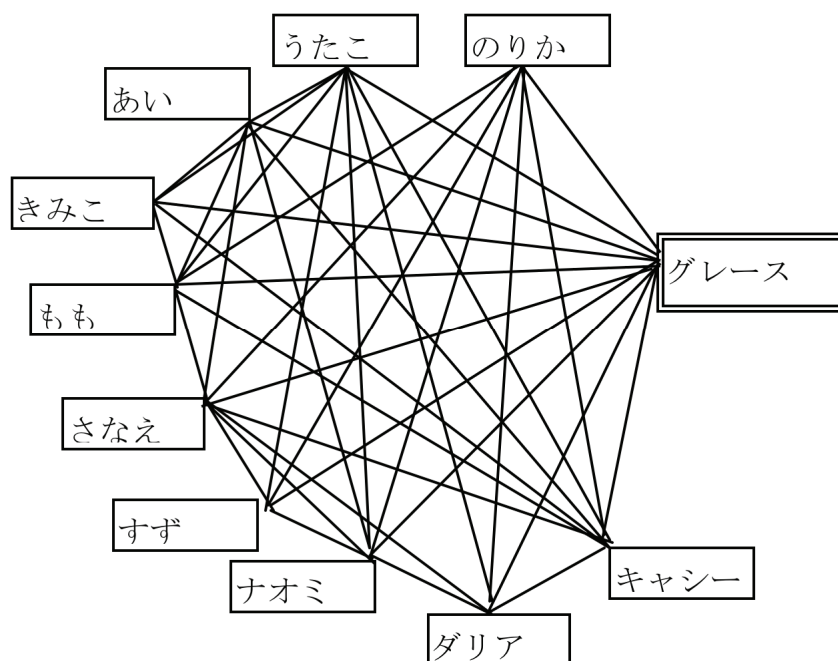 うたこ
のりか
あい
きみこ
グレース
もも
さなえ
すず
ナオミ
キャシー
ダリア